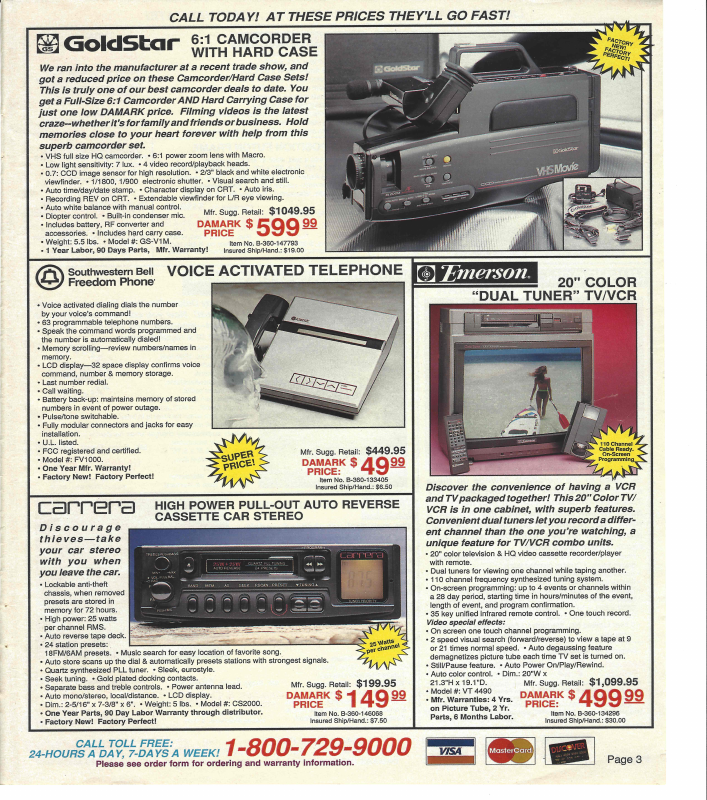 CALL TODAY! AT THESE PRICES THEY'LL GO FAST!
GS GoldStar
6:1 CAMCORDER
WITH HARD CASE
We ran into the manufacturer at a recent trade show, and
got a reduced price on these Camcorder/Hard Case Sets!
This is truly one of our best camcorder deals to date. You
get a Full-Size 6:1 Camcorder AND Hard Carrying Case for
just one low DAMARK price. Filming videos is the latest
craze--whether it's for family and friends or business. Hold
memories close to your heart forever with help from this
superb camcorder set.
• VHS full size HQ camcorder. • 6:1 power zoom lens with Macro.
• Low light sensitivity: 7 lux. • 4 video record/playback heads.
• 0.7: CCD image sensor for high resolution. • 2/3" black and white electronic
viewfinder. • 1/1800, 1/900 electronic shutter. • Visual search and still.
• Auto time/day/date stamp. • Character display on CRT. • Auto iris.
• Recording REV on CRT. • Extendable viewfinder for L/R eye viewing.
• Auto white balance with manual control.
• Diopter control. • Built-in condenser mic.
• Includes battery, RF converter and
accessories. • Includes hard carry case.
• Weight: 5.5 lbs. • Model #: GS-V1M.
• 1 Year Labor, 90 Days Parts, Mfr. Warranty!
Mfr. Sugg. Retail: $1049.95
DAMARK PRICE $599 99
Item No. B-360-147793
Insured Ship/Hand.: $19.00
FACTORY
NEW!
FACTORY
PERFECT!
GoldStar
GoldStar
VHS Movie
Southwestern Bell
Freedom Phone
VOICE ACTIVATED TELEPHONE
• Voice activated dialing dials the number
by your voice's command!
• 63 programmable telephone numbers.
• Speak the command words programmed and
the number is automatically dialed!
• Memory scrolling—review numbers/names in
memory.
• LCD display—32 space display confirms voice
command, number & memory storage.
• Last number redial.
• Call waiting.
• Battery back-up: maintains memory of stored
numbers in event of power outage.
• Pulse/tone switchable.
• Fully modular connectors and jacks for easy
installation.
• U.L. listed.
• FCC registered and certified.
• Model #: FV1000.
• One Year Mfr. Warranty!
• Factory New! Factory Perfect!
SUPER
PRICE!
Mfr. Sugg. Retail: $449.95
DAMARK PRICE: $49 99
Item No. B-360-133405
Insured Ship/Hand.: $6.50
Emerson.
20" COLOR
"DUAL TUNER" TV/VCR
110 Channel
Cable Ready.
On-Screen
Programming
Discover the convenience of having a VCR
and TV packaged together! This 20" Color TV/
VCR is in one cabinet, with superb features.
Convenient dual tuners let you record a differ-
ent channel than the one you're watching, a
unique feature for TV/VCR combo units.
• 20" color television & HQ video cassette recorder/player
with remote.
• Dual tuners for viewing one channel while taping another.
• 110 channel frequency synthesized tuning system.
• On-screen programming: up to 4 events or channels within
a 28 day period, starting time in hours/minutes of the event,
length of event, and program confirmation.
• 35 key unified infrared remote control. • One touch record.
Video special effects:
• On screen one touch channel programming.
• 2 speed visual search (forward/reverse) to view a tape at 9
or 21 times normal speed. • Auto degaussing feature
demagnetizes picture tube each time TV set is turned on.
• Still/Pause feature. • Auto Power On/Play/Rewind.
• Auto color control. • Dim.: 20"W x
21.3"H x 19.1"D.
• Model #: VT 4490
• Mfr. Warranties: 4 Yrs.
on Picture Tube, 2 Yr.
Parts, 6 Months Labor.
Mfr. Sugg. Retail: $1,099.95
DAMARK PRICE: $499 99
Item No. B-360-134296
Insured Ship/Hand.: $30.00
carrera
HIGH POWER PULL-OUT AUTO REVERSE
CASSETTE CAR STEREO
Discourage
thieves—take
your car stereo
with you when
you leave the car.
• Lockable anti-theft
chassis, when removed
presets are stored in
memory for 72 hours.
• High power: 25 watts
per channel RMS.
• Auto reverse tape deck.
• 24 station presets:
18FM/6AM presets. • Music search for easy location of favorite song.
• Auto store scans up the dial & automatically presets stations with strongest signals.
• Quartz synthesized PLL tuner. • Sleek, eurostyle.
• Seek tuning. • Gold plated docking contacts.
• Separate bass and treble controls. • Power antenna lead.
• Auto mono/stereo, local/distance. • LCD display.
• Dim.: 2-5/16" x 7-3/8" x 6". • Weight: 5 lbs. • Model #: CS2000.
• One Year Parts, 90 Day Labor Warranty through distributor.
• Factory New! Factory Perfect!
carrera
25 Watts
per channel!
Mfr. Sugg. Retail: $199.95
DAMARK PRICE: $149 99
Item No. B-360-146068
Insured Ship/Hand.: $7.50
CALL TOLL FREE:
24-HOURS A DAY, 7-DAYS A WEEK! 1-800-729-9000
Please see order form for ordering and warranty information.
VISA
MasterCard
DISCOVER
Page 3